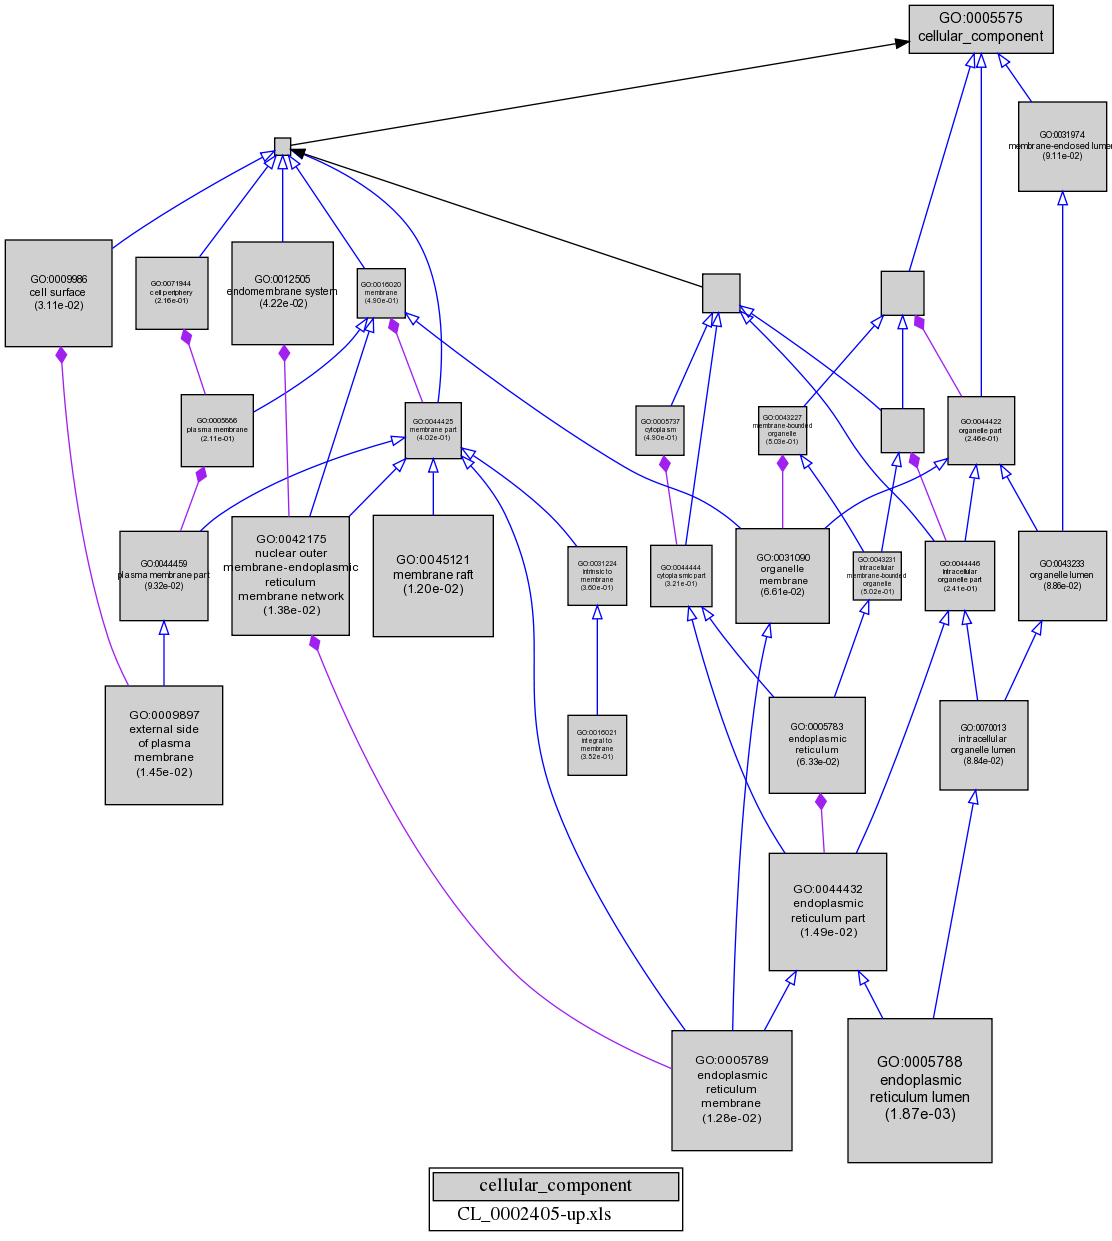 GO:0005575
cellular_component
GO:0031974
membrane-enclosed lumen
(9.11e-02)
GO:0009986
cell surface
(3.11e-02)
GO:0071944
cell periphery
(2.16e-01)
GO:0012505
endomembrane system
(4.22e-02)
GO:0016020
membrane
(4.90e-01)
GO:0005886
plasma membrane
(2.11e-01)
GO:0044425
membrane part
(4.02e-01)
GO:0005737
cytoplasm
(4.90e-01)
GO:0043227
membrane-bounded
organelle
(5.03e-01)
GO:0044422
organelle part
(2.46e-01)
GO:0044459
plasma membrane part
(9.32e-02)
GO:0042175
nuclear outer
membrane-endoplasmic
reticulum
membrane network
(1.38e-02)
GO:0045121
membrane raft
(1.20e-02)
GO:0031224
intrinsic to
membrane
(3.60e-01)
GO:0044444
cytoplasmic part
(3.21e-01)
GO:0031090
organelle
membrane
(6.61e-02)
GO:0043231
intracellular
membrane-bounded
organelle
(5.02e-01)
GO:0044446
intracellular
organelle part
(2.41e-01)
GO:0043233
organelle lumen
(8.86e-02)
GO:0009897
external side
of plasma
membrane
(1.45e-02)
GO:0016021
integral to
membrane
(3.52e-01)
GO:0005783
endoplasmic
reticulum
(6.33e-02)
GO:0070013
intracellular
organelle lumen
(8.84e-02)
GO:0044432
endoplasmic
reticulum part
(1.49e-02)
GO:0005789
endoplasmic
reticulum
membrane
(1.28e-02)
GO:0005788
endoplasmic
reticulum lumen
(1.87e-03)
cellular_component
CL_0002405-up.xls